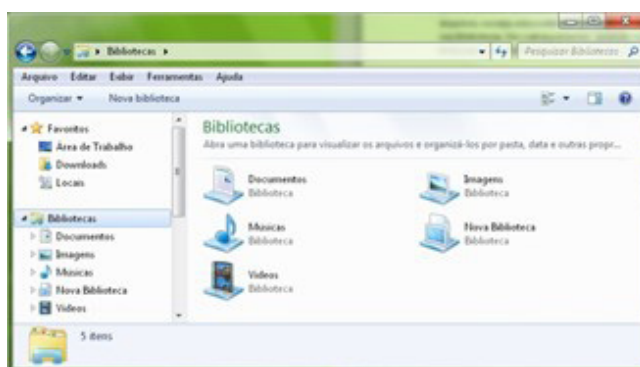 Bibliotecas
Pesquisar Bibliotecas
Arquivo Editar Exibir Ferramentas Ajuda
Organizar Nova biblioteca
Favoritos
Área de Trabalho
Downloads
Locais
Bibliotecas
Documentos
Imagens
Músicas
Nova Biblioteca
Vídeos
Bibliotecas
Abra uma biblioteca para visualizar os arquivos e organizá-los por pasta, data e outras propr...
Documentos
Biblioteca
Imagens
Biblioteca
Músicas
Biblioteca
Nova Biblioteca
Biblioteca
Vídeos
Biblioteca
5 itens